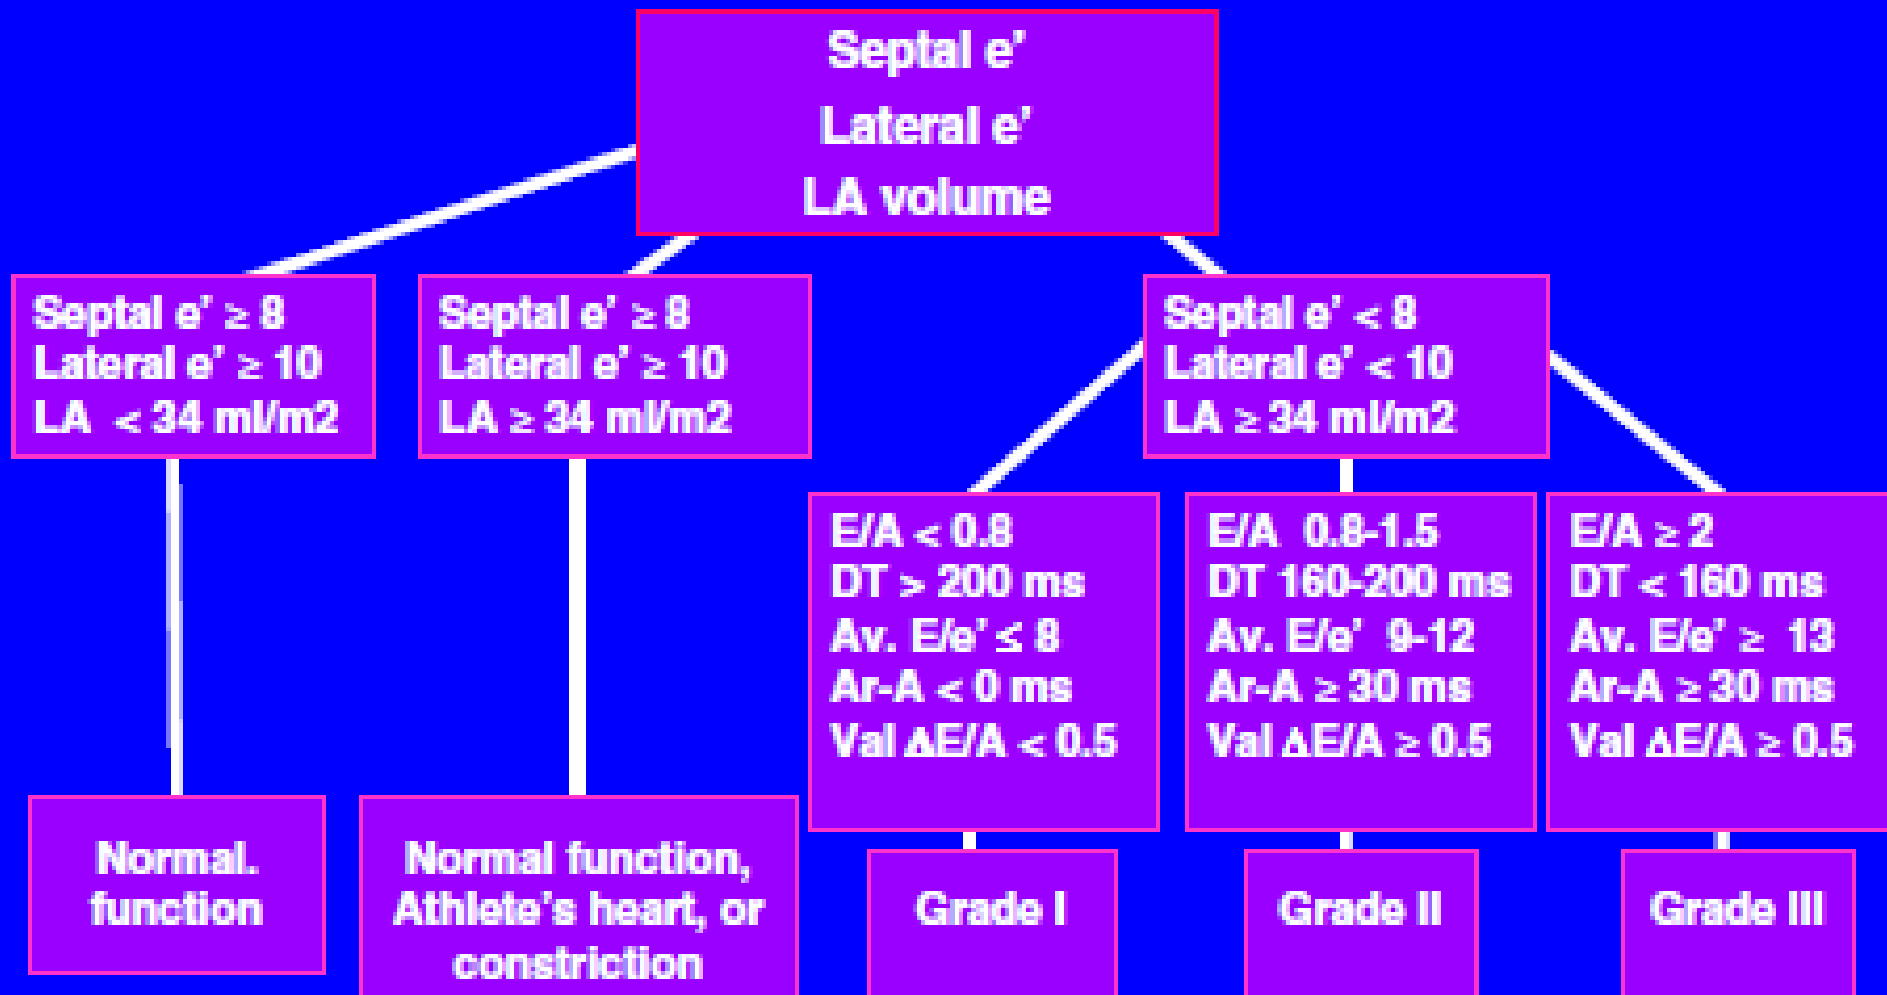 Septal e’
Lateral e’
LA volume
Septal e’ ≥ 8
Lateral e’ ≥ 10
LA < 34 ml/m2
Septal e’ ≥ 8
Lateral e’ ≥ 10
LA ≥ 34 ml/m2
Septal e’ < 8
Lateral e’ < 10
LA ≥ 34 ml/m2
E/A < 0.8
DT > 200 ms
Av. E/e’ ≤ 8
Ar-A < 0 ms
Val ΔE/A < 0.5
E/A 0.8-1.5
DT 160-200 ms
Av. E/e’ 9-12
Ar-A ≥ 30 ms
Val ΔE/A ≥ 0.5
E/A ≥ 2
DT < 160 ms
Av. E/e’ ≥ 13
Ar-A ≥ 30 ms
Val ΔE/A ≥ 0.5
Normal.
function
Normal function,
Athlete’s heart, or
constriction
Grade I
Grade II
Grade III